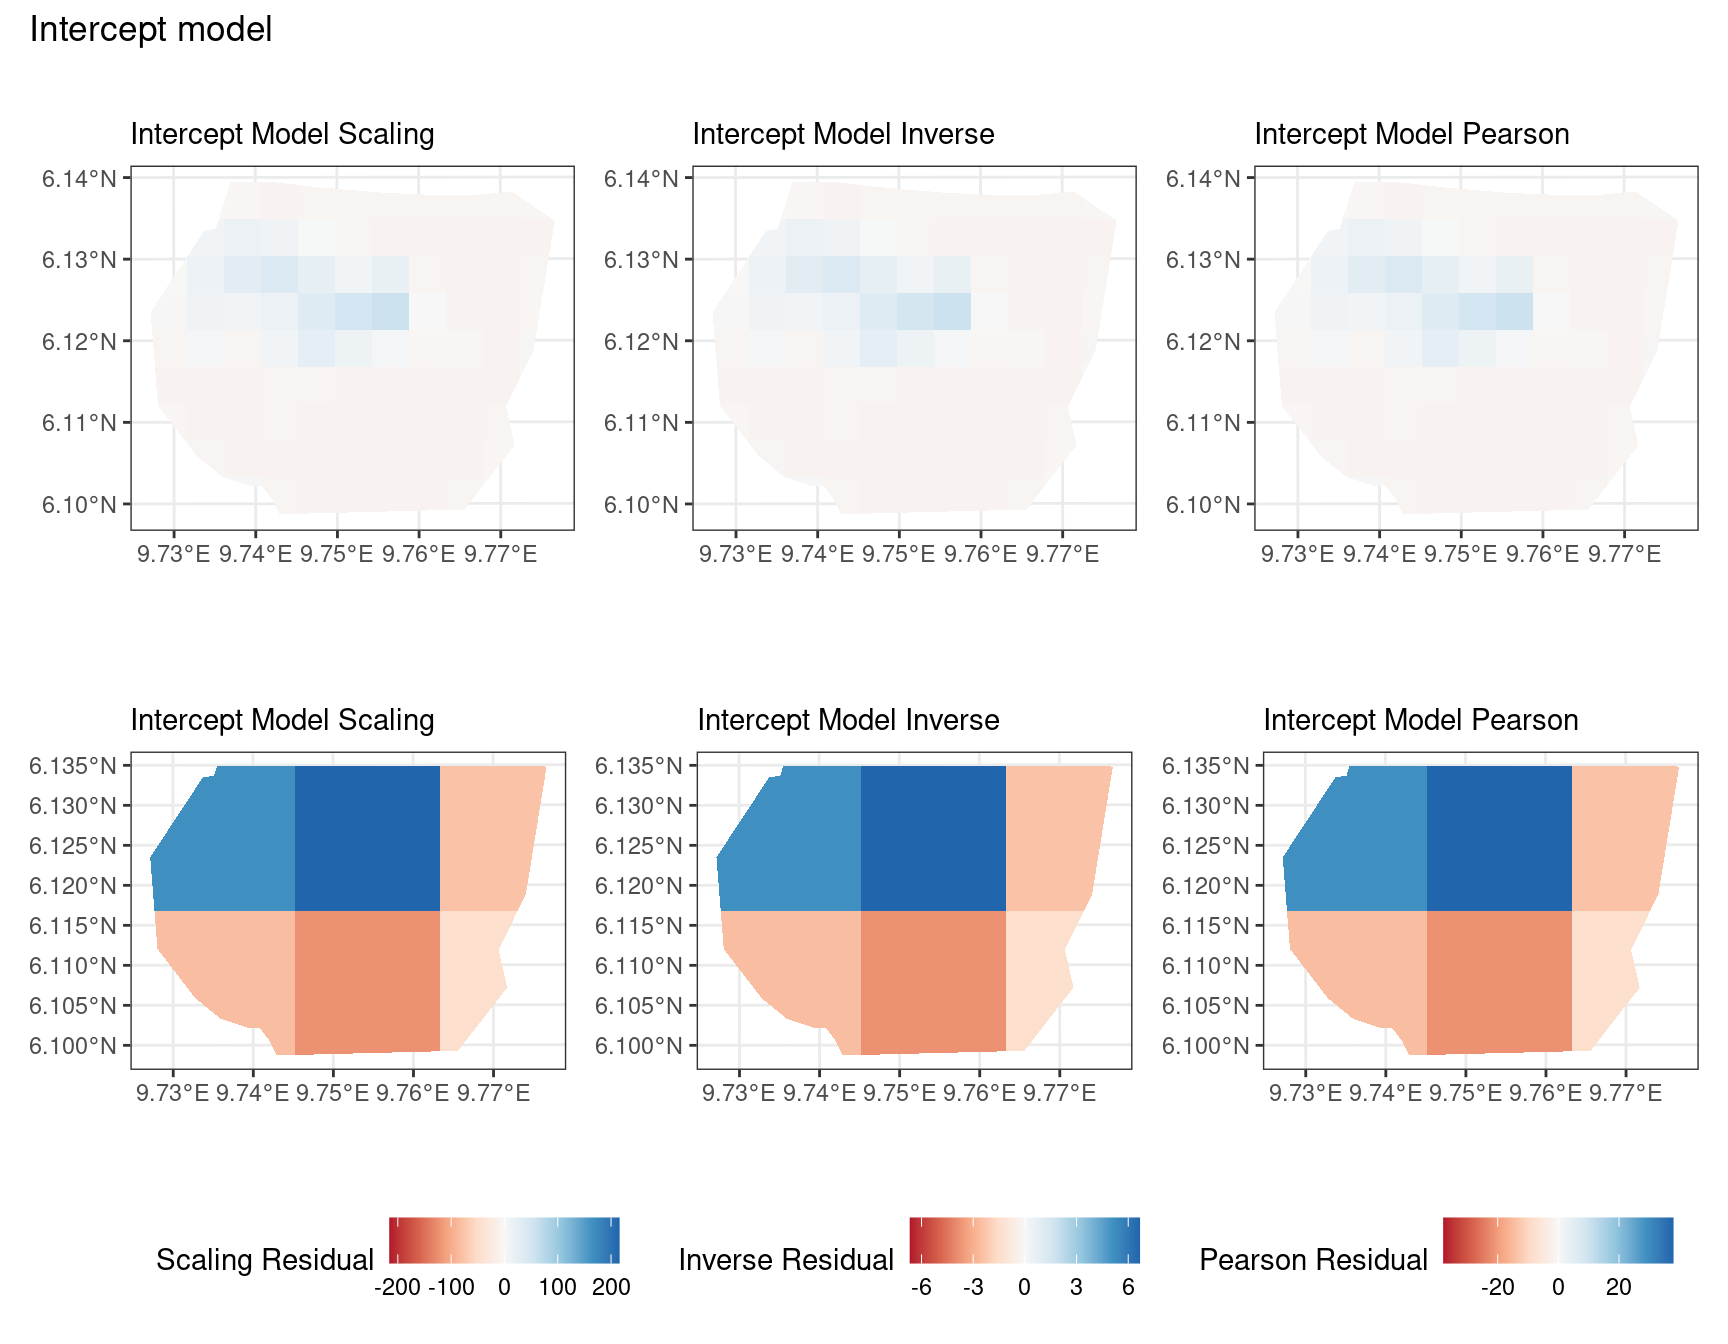 Intercept model
Intercept Model Scaling
Intercept Model Inverse
Intercept Model Pearson
6.14°N
6.13°N
6.12°N
6.11°N
6.10°N
9.73°E 9.74°E 9.75°E 9.76°E 9.77°E
6.14°N
6.13°N
6.12°N
6.11°N
6.10°N
9.73°E 9.74°E 9.75°E 9.76°E 9.77°E
6.14°N
6.13°N
6.12°N
6.11°N
6.10°N
9.73°E 9.74°E 9.75°E 9.76°E 9.77°E
Intercept Model Scaling
Intercept Model Inverse
Intercept Model Pearson
6.135°N
6.130°N
6.125°N
6.120°N
6.115°N
6.110°N
6.105°N
6.100°N
9.73°E 9.74°E 9.75°E 9.76°E 9.77°E
6.135°N
6.130°N
6.125°N
6.120°N
6.115°N
6.110°N
6.105°N
6.100°N
9.73°E 9.74°E 9.75°E 9.76°E 9.77°E
6.135°N
6.130°N
6.125°N
6.120°N
6.115°N
6.110°N
6.105°N
6.100°N
9.73°E 9.74°E 9.75°E 9.76°E 9.77°E
Scaling Residual
-200 -100 0 100 200
Inverse Residual
-6 -3 0 3 6
Pearson Residual
-20 0 20